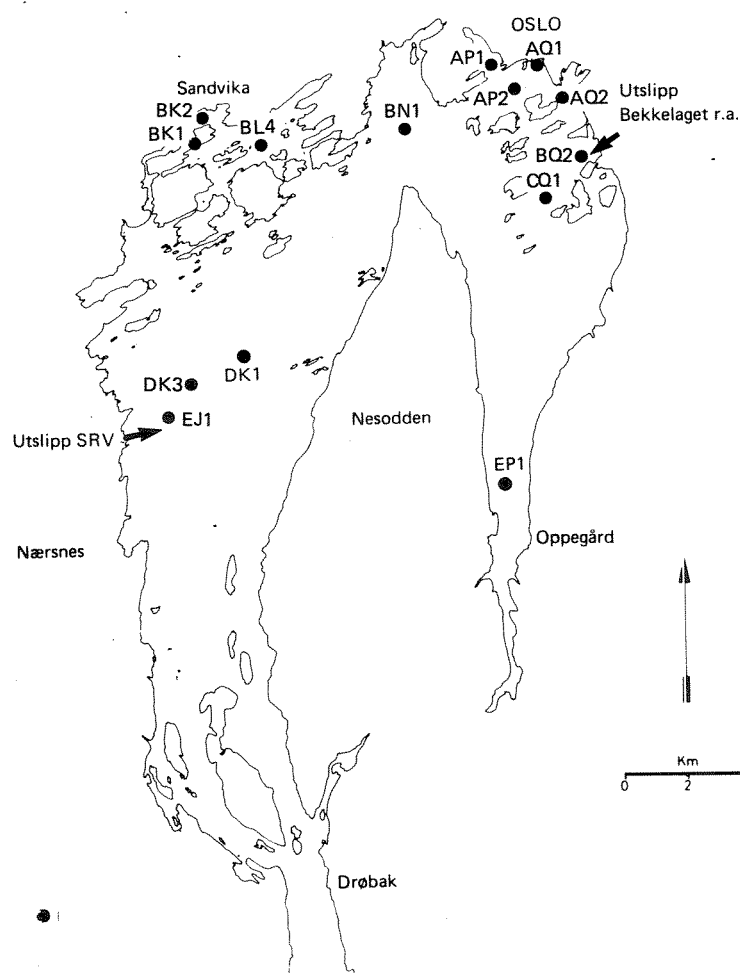 OSLO
AP1
AQ1
Sandvika
AP2
AQ2
Utslipp
Bekkelaget r.a.
BK2
BN1
BK1
BL4
BQ2
CQ1
DK1
DK3
EJ1
Nesodden
Utslipp SRV
EP1
Nærsnes
Oppegård
Km
0 2
Drøbak